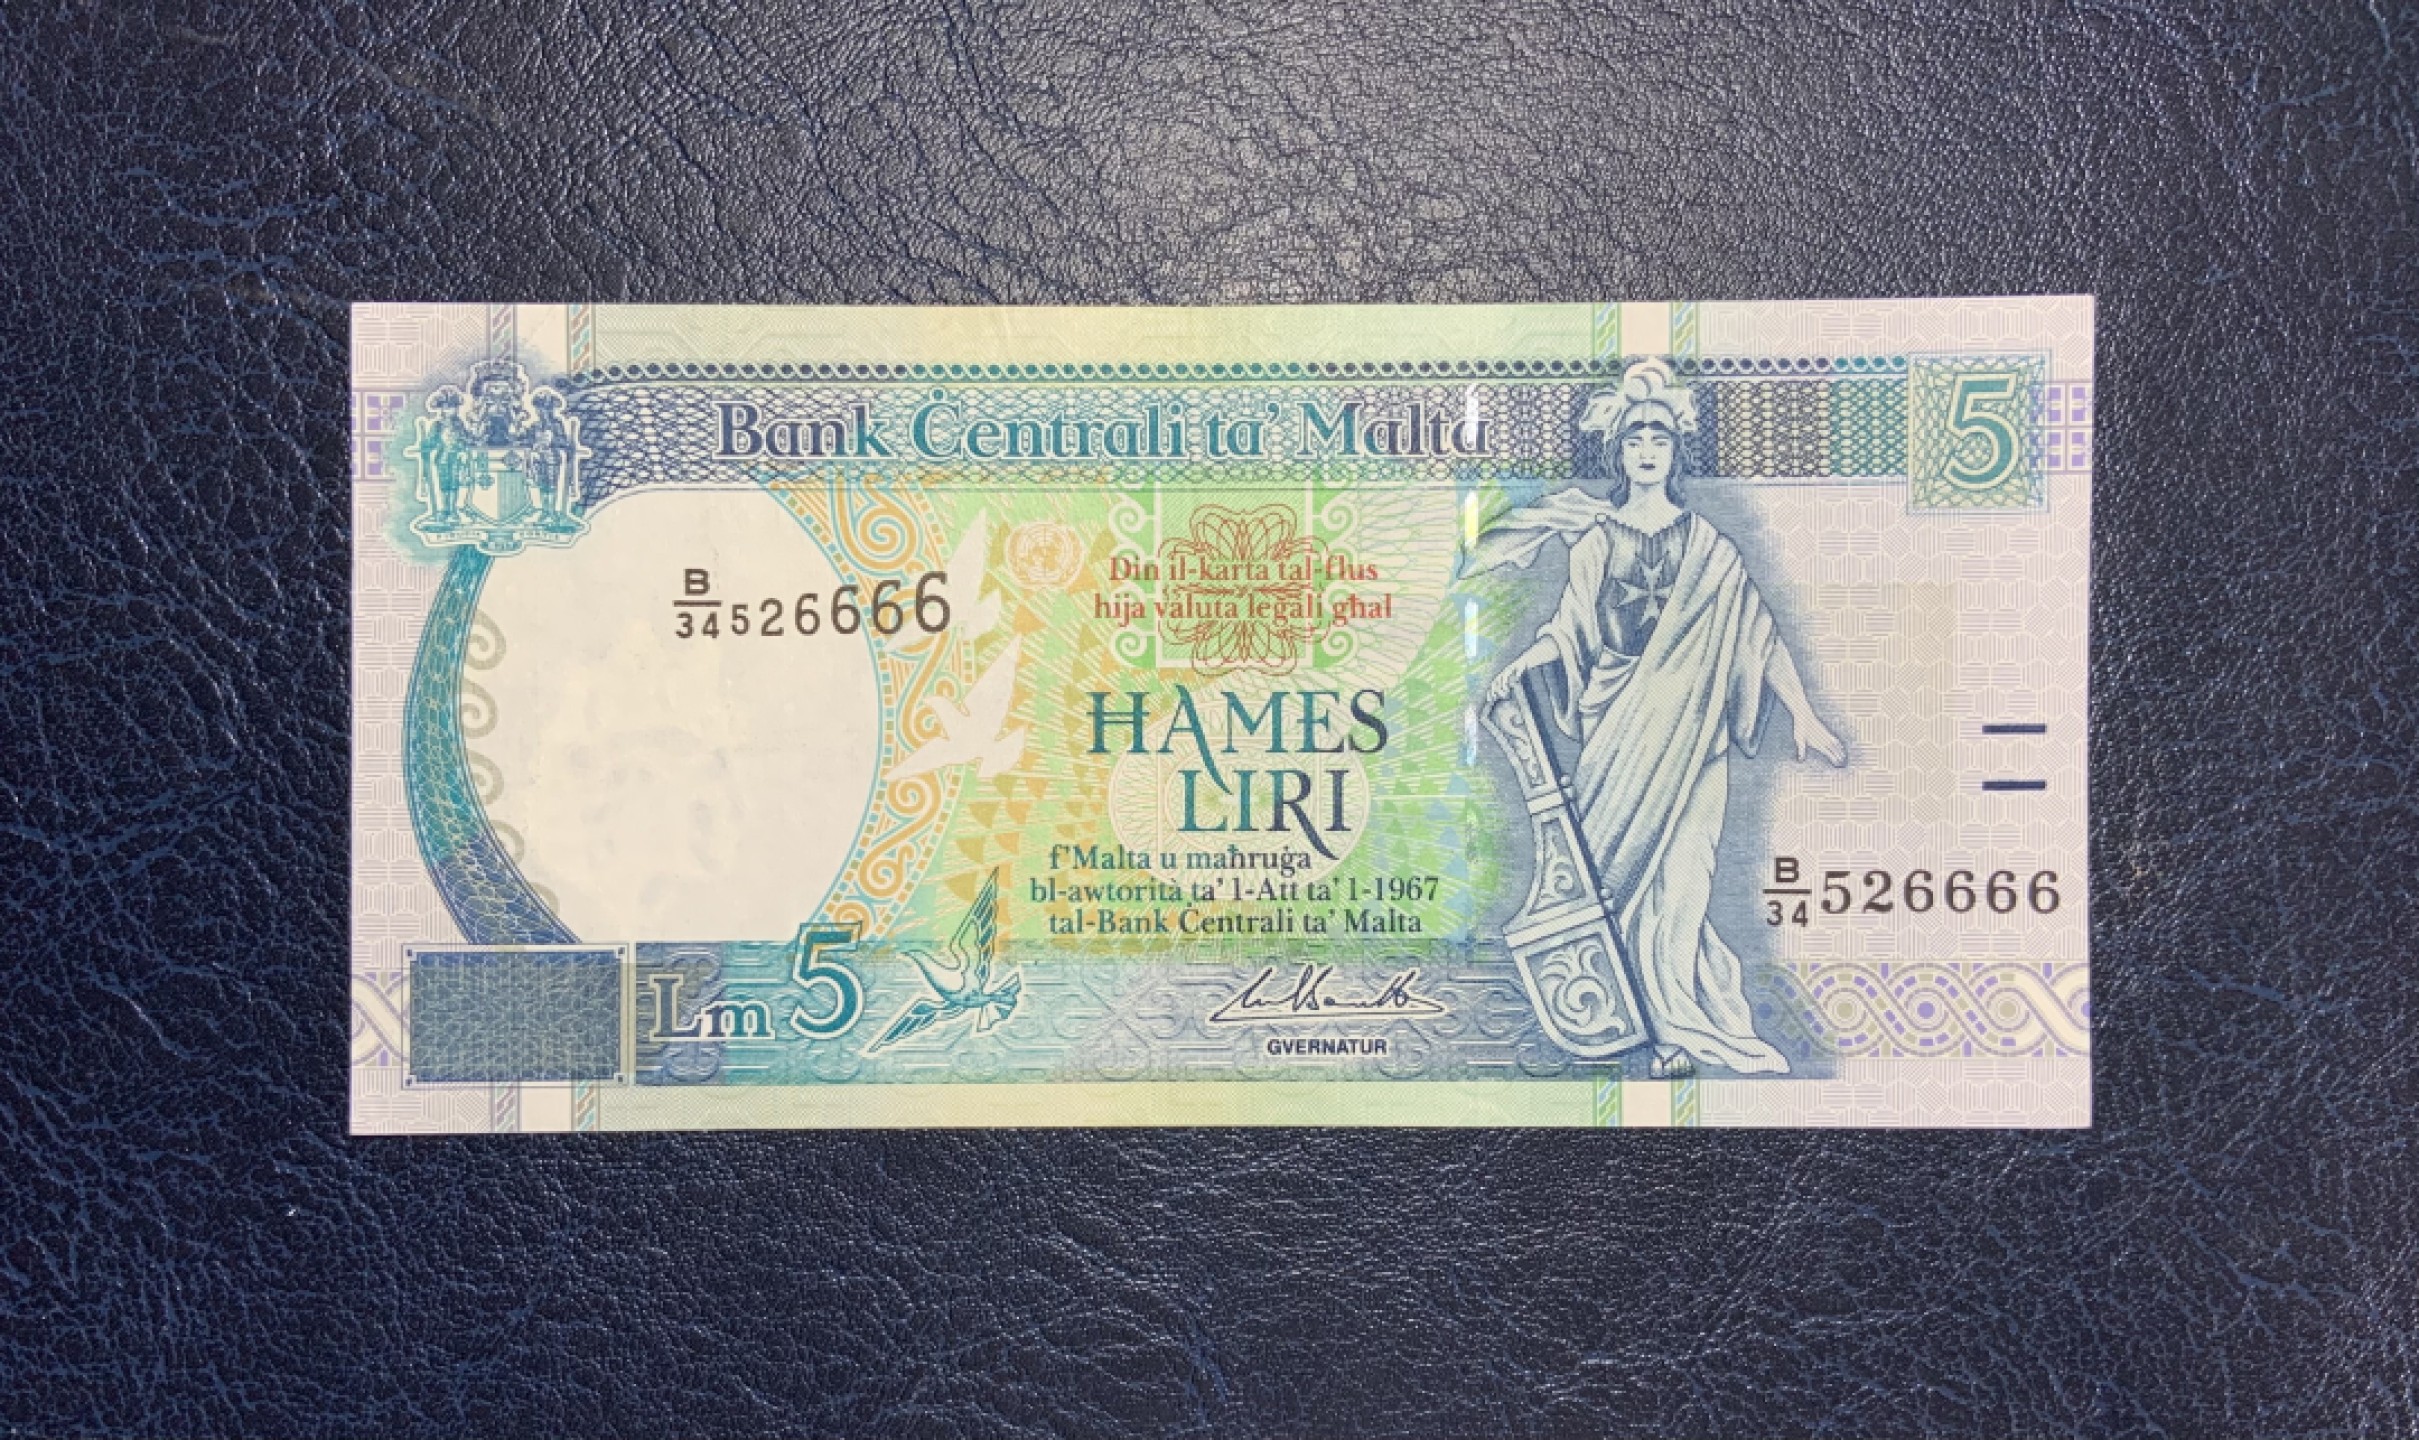 Bank Ċentrali ta' Malta
5
B/34 526666
Din il-karta tal-flus
hija valuta legali għal
ĦAMES
LIRI
f'Malta u maħruġa
bl-awtorità ta' l-Att ta' l-1967
tal-Bank Ċentrali ta' Malta
B/34 526666
Lm 5
GVERNATUR